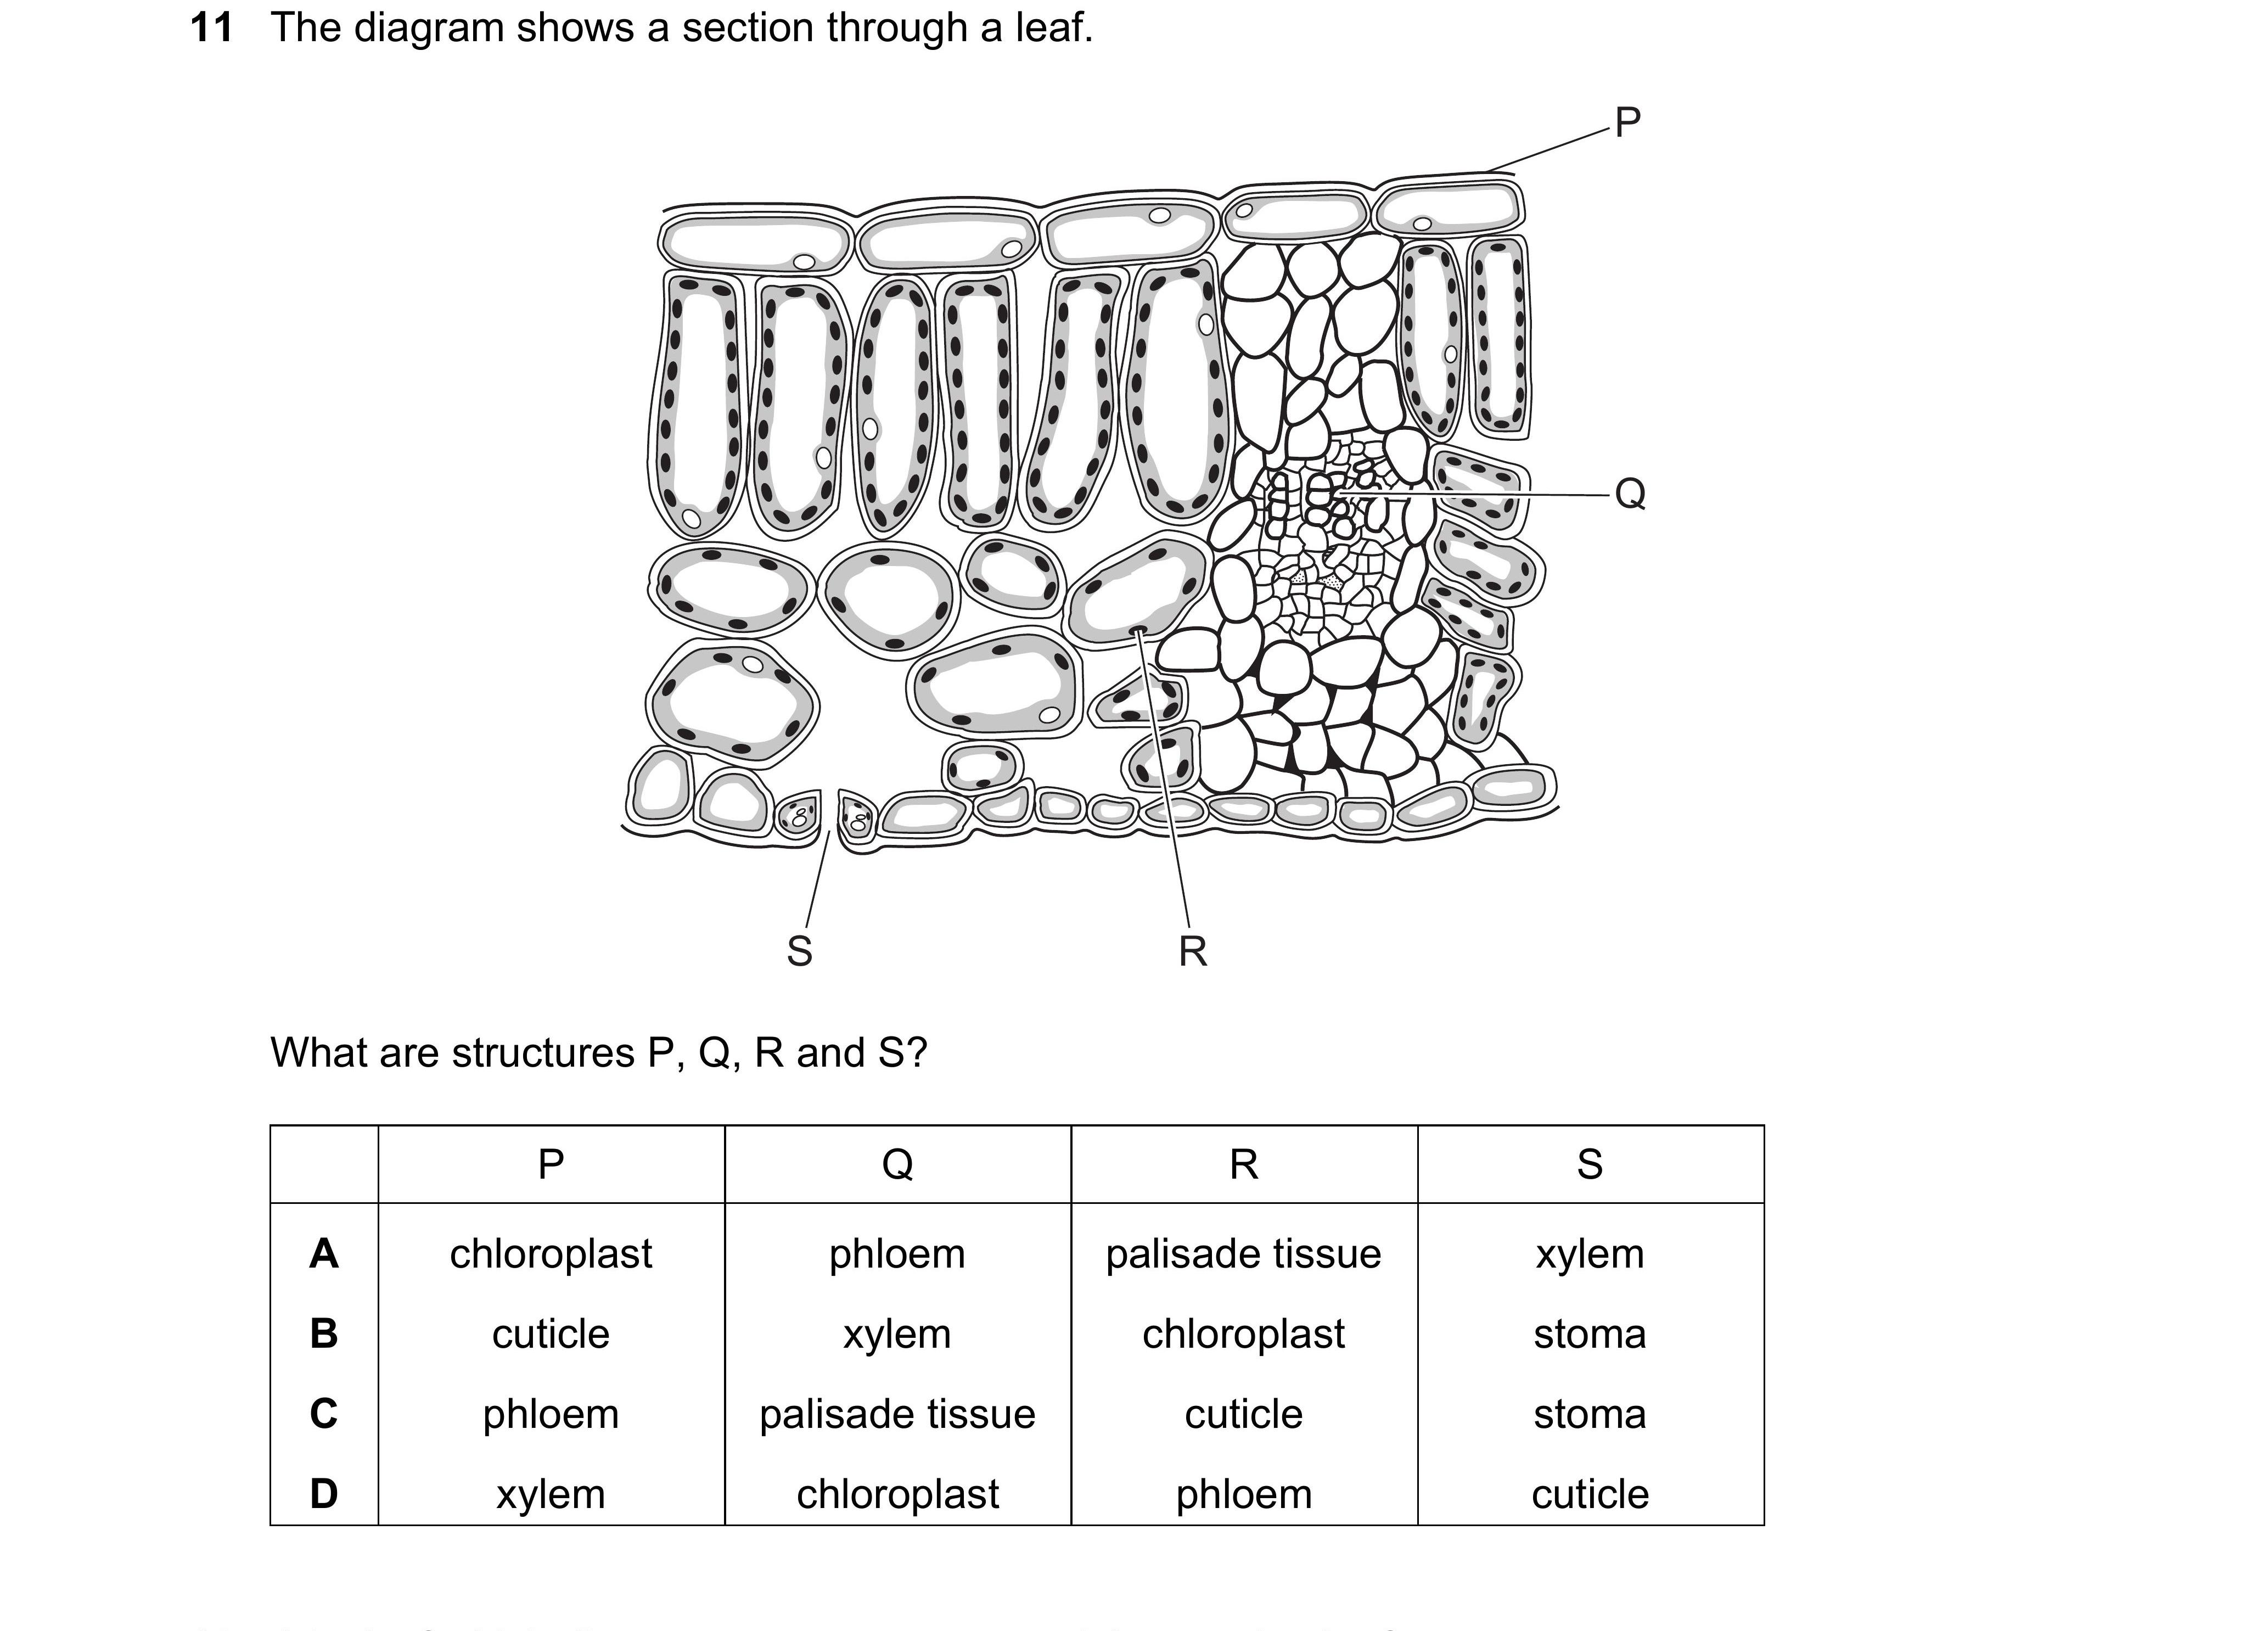 11 The diagram shows a section through a leaf.
P
Q
S
R
What are structures P, Q, R and S?
P Q R S
A chloroplast phloem palisade tissue xylem
B cuticle xylem chloroplast stoma
C phloem palisade tissue cuticle stoma
D xylem chloroplast phloem cuticle